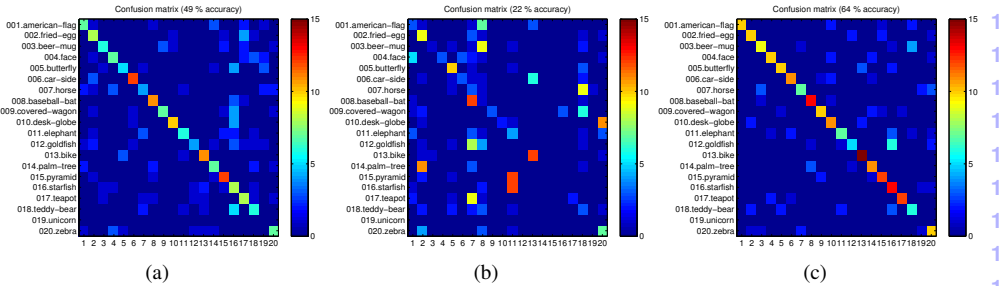 Confusion matrix (49 % accuracy)
001.american−flag
002.fried−egg
003.beer−mug
004.face
005.butterfly
006.car−side
007.horse
008.baseball−bat
009.covered−wagon
010.desk−globe
011.elephant
012.goldfish
013.bike
014.palm−tree
015.pyramid
016.starfish
017.teapot
018.teddy−bear
019.unicorn
020.zebra
1 2 3 4 5 6 7 8 9 10 11 12 13 14 15 16 17 18 19 20
15
10
5
0
(a)
Confusion matrix (22 % accuracy)
001.american−flag
002.fried−egg
003.beer−mug
004.face
005.butterfly
006.car−side
007.horse
008.baseball−bat
009.covered−wagon
010.desk−globe
011.elephant
012.goldfish
013.bike
014.palm−tree
015.pyramid
016.starfish
017.teapot
018.teddy−bear
019.unicorn
020.zebra
1 2 3 4 5 6 7 8 9 10 11 12 13 14 15 16 17 18 19 20
15
10
5
0
(b)
Confusion matrix (64 % accuracy)
001.american−flag
002.fried−egg
003.beer−mug
004.face
005.butterfly
006.car−side
007.horse
008.baseball−bat
009.covered−wagon
010.desk−globe
011.elephant
012.goldfish
013.bike
014.palm−tree
015.pyramid
016.starfish
017.teapot
018.teddy−bear
019.unicorn
020.zebra
1 2 3 4 5 6 7 8 9 10 11 12 13 14 15 16 17 18 19 20
15
10
5
0
(c)